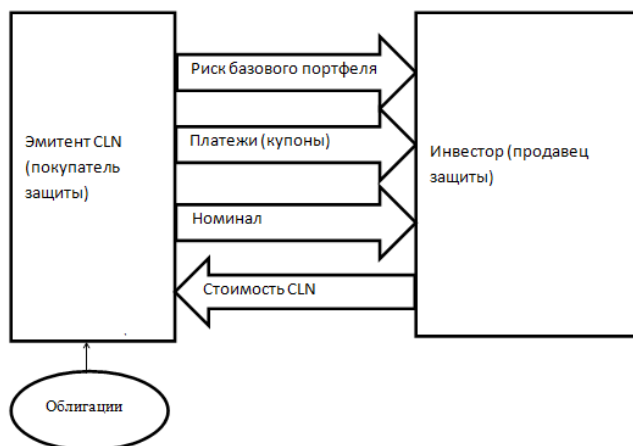 Риск базового портфеля
Эмитент CLN
(покупатель
защиты)
Платежи (купоны)
Инвестор (продавец
защиты)
Номинал
Стоимость CLN
Облигации